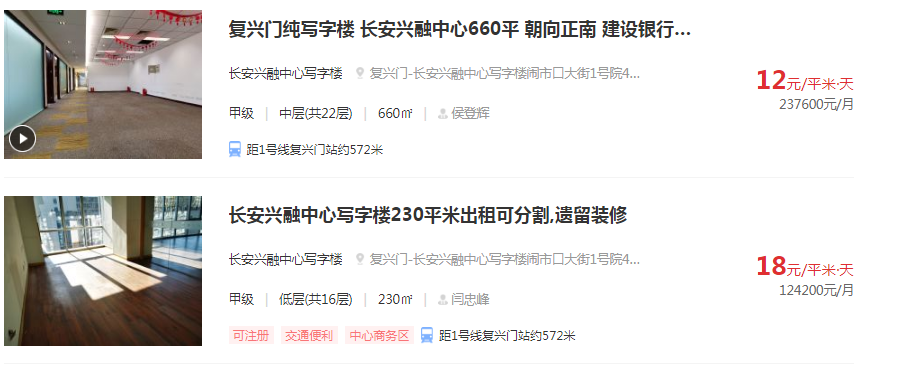 复兴门纯写字楼 长安兴融中心660平 朝向正南 建设银行...
长安兴融中心写字楼 复兴门-长安兴融中心写字楼闹市口大街1号院4...
12元/平米·天
237600元/月
甲级 | 中层(共22层) | 660㎡ | 侯登辉
距1号线复兴门站约572米
长安兴融中心写字楼230平米出租可分割,遗留装修
长安兴融中心写字楼 复兴门-长安兴融中心写字楼闹市口大街1号院4...
18元/平米·天
124200元/月
甲级 | 低层(共16层) | 230㎡ | 闫忠峰
可注册 交通便利 中心商务区 距1号线复兴门站约572米